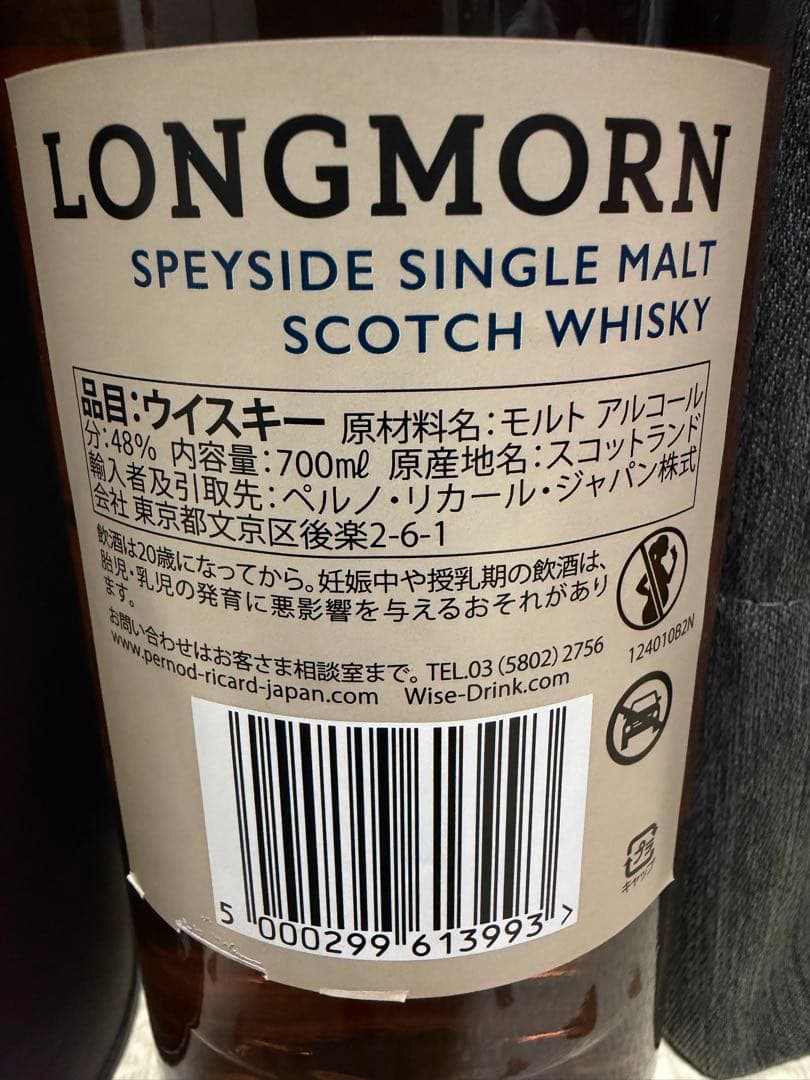 LONGMORN
SPEYSIDE SINGLE MALT
SCOTCH WHISKY
品目:ウイスキー 原材料名:モルト アルコール
分:48% 内容量:700mℓ 原産地名:スコットランド
輸入者及引取先:ペルノ・リカール・ジャパン株式
会社 東京都文京区後楽2-6-1
飲酒は20歳になってから。妊娠中や授乳期の飲酒は、
胎児・乳児の発育に悪影響を与えるおそれがあり
ます。
124010B2N
お問い合わせはお客さま相談室まで。TEL.03(5802)2756
www.pernod-ricard-japan.com Wise-Drink.com
プラ
キャップ
5 000299 613993 >